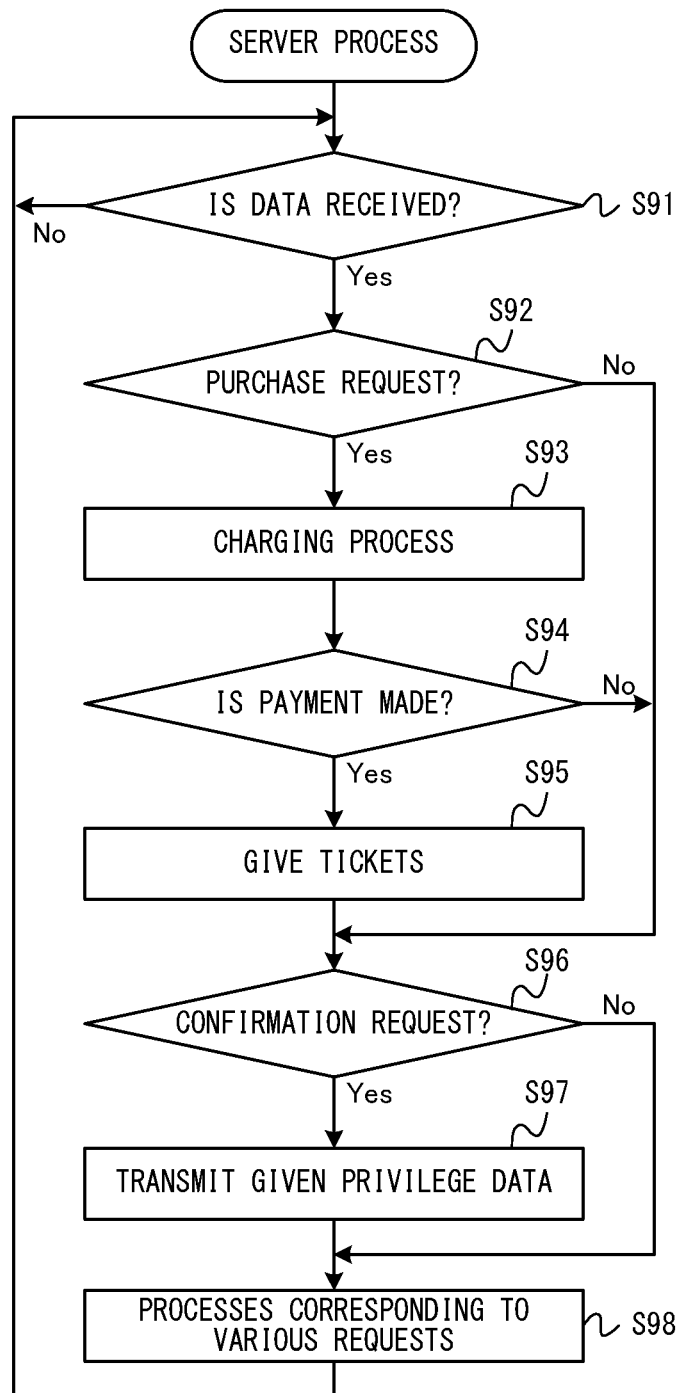 SERVER PROCESS
IS DATA RECEIVED?
S91
No
Yes
S92
PURCHASE REQUEST?
No
Yes
S93
CHARGING PROCESS
S94
IS PAYMENT MADE?
No
Yes
S95
GIVE TICKETS
S96
CONFIRMATION REQUEST?
No
Yes
S97
TRANSMIT GIVEN PRIVILEGE DATA
PROCESSES CORRESPONDING TO
VARIOUS REQUESTS
S98